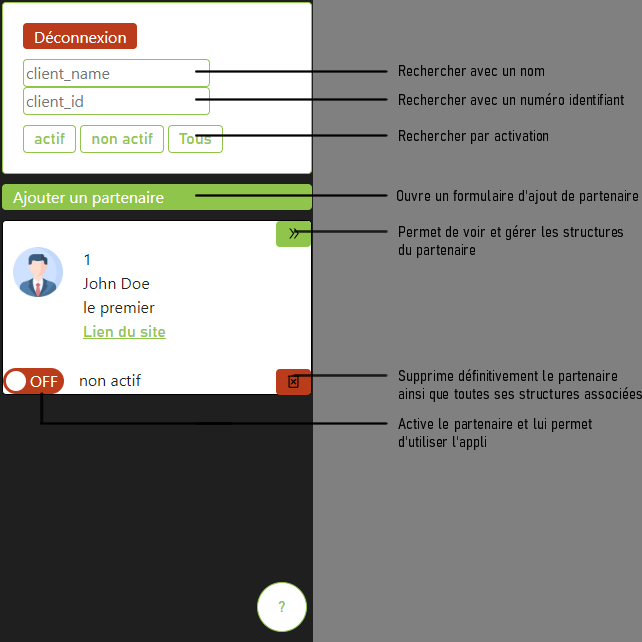 Déconnexion
client_name
Rechercher avec un nom
client_id
Rechercher avec un numéro identifiant
actif
non actif
Tous
Rechercher par activation
Ajouter un partenaire
Ouvre un formulaire d'ajout de partenaire
Permet de voir et gérer les structures
du partenaire
1
John Doe
le premier
Lien du site
OFF
non actif
Supprime définitivement le partenaire
ainsi que toutes ses structures associées
Active le partenaire et lui permet
d'utiliser l'appli
?